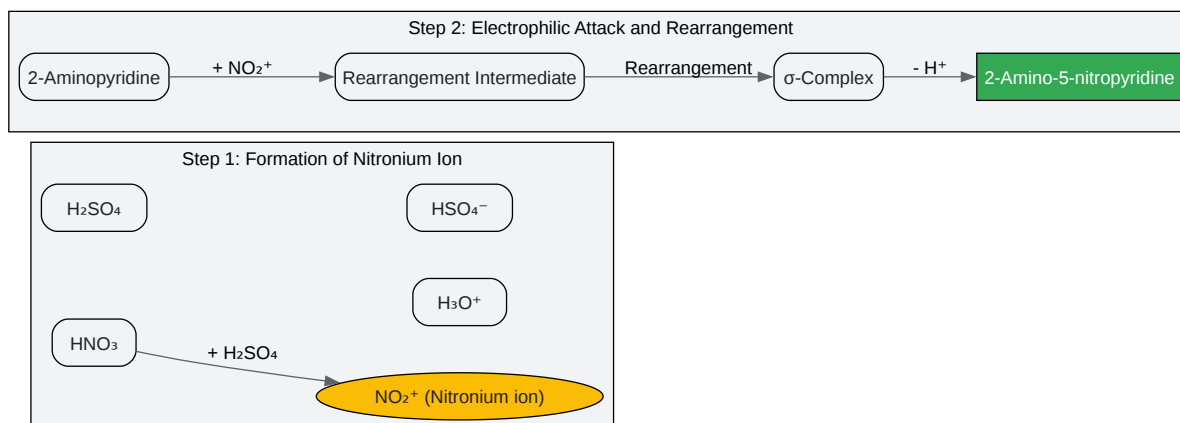 Step 2: Electrophilic Attack and Rearrangement
2-Aminopyridine
+ NO₂⁺
Rearrangement Intermediate
Rearrangement
σ-Complex
- H⁺
2-Amino-5-nitropyridine
Step 1: Formation of Nitronium Ion
H₂SO₄
HSO₄⁻
H₃O⁺
HNO₃
+ H₂SO₄
NO₂⁺ (Nitronium ion)